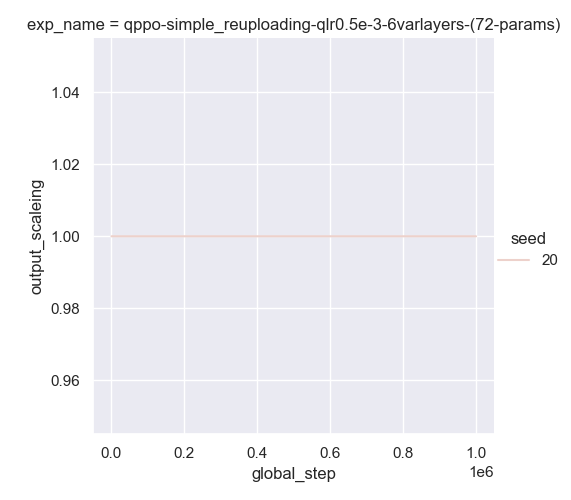 exp_name = qppo-simple_reuploading-qlr0.5e-3-6varlayers-(72-params)
1.04
1.02
1.00
0.98
0.96
output_scaleing
0.0 0.2 0.4 0.6 0.8 1.0
1e6
global_step
seed
20